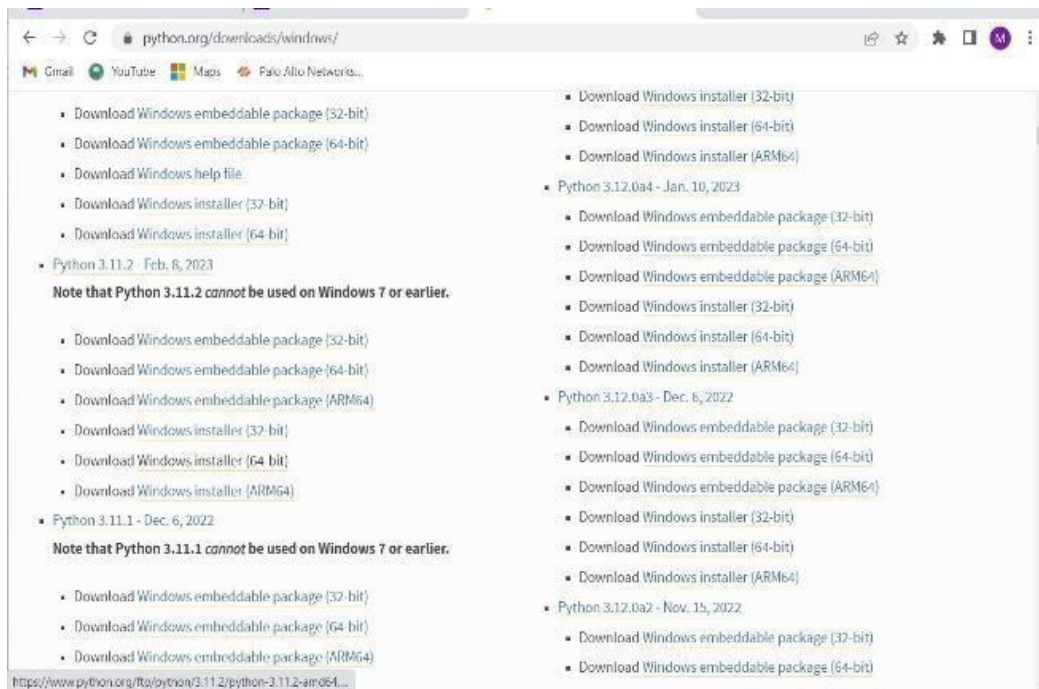 python.org/downloads/windows/
M
Gmail YouTube Maps Palo Alto Networks...
Download Windows embeddable package (32-bit)
Download Windows embeddable package (64-bit)
Download Windows help file
Download Windows installer (32-bit)
Download Windows installer (64-bit)
Python 3.11.2 - Feb. 8, 2023
Note that Python 3.11.2 cannot be used on Windows 7 or earlier.
Download Windows embeddable package (32-bit)
Download Windows embeddable package (64-bit)
Download Windows embeddable package (ARM64)
Download Windows installer (32-bit)
Download Windows installer (64-bit)
Download Windows installer (ARM64)
Python 3.11.1 - Dec. 6, 2022
Note that Python 3.11.1 cannot be used on Windows 7 or earlier.
Download Windows embeddable package (32-bit)
Download Windows embeddable package (64-bit)
Download Windows embeddable package (ARM64)
https://www.python.org/ftp/python/3.11.2/python-3.11.2-amd64...
Download Windows installer (32-bit)
Download Windows installer (64-bit)
Download Windows installer (ARM64)
Python 3.12.0a4 - Jan. 10, 2023
Download Windows embeddable package (32-bit)
Download Windows embeddable package (64-bit)
Download Windows embeddable package (ARM64)
Download Windows installer (32-bit)
Download Windows installer (64-bit)
Download Windows installer (ARM64)
Python 3.12.0a3 - Dec. 6, 2022
Download Windows embeddable package (32-bit)
Download Windows embeddable package (64-bit)
Download Windows embeddable package (ARM64)
Download Windows installer (32-bit)
Download Windows installer (64-bit)
Download Windows installer (ARM64)
Python 3.12.0a2 - Nov. 15, 2022
Download Windows embeddable package (32-bit)
Download Windows embeddable package (64-bit)